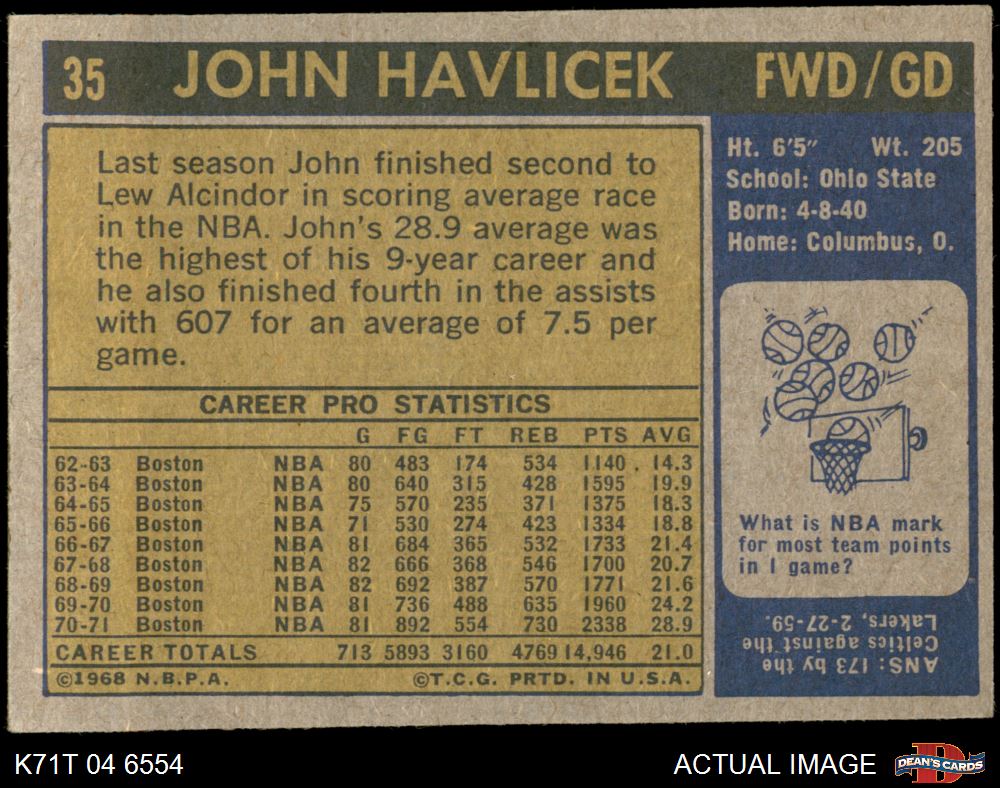 35 JOHN HAVLICEK FWD/GD
Last season John finished second to
Lew Alcindor in scoring average race
in the NBA. John's 28.9 average was
the highest of his 9-year career and
he also finished fourth in the assists
with 607 for an average of 7.5 per
game.
CAREER PRO STATISTICS
G FG FT REB PTS AVG
62-63 Boston NBA 80 483 174 534 1140 14.3
63-64 Boston NBA 80 640 315 428 1595 19.9
64-65 Boston NBA 75 570 235 371 1375 18.3
65-66 Boston NBA 71 530 274 423 1334 18.8
66-67 Boston NBA 81 684 365 532 1733 21.4
67-68 Boston NBA 82 666 368 546 1700 20.7
68-69 Boston NBA 82 692 387 570 1771 21.6
69-70 Boston NBA 81 736 488 635 1960 24.2
70-71 Boston NBA 81 892 554 730 2338 28.9
CAREER TOTALS 713 5893 3160 4769 14,946 21.0
©1968 N.B.P.A. ©T.C.G. PRTD. IN U.S.A.
Ht. 6'5" Wt. 205
School: Ohio State
Born: 4-8-40
Home: Columbus, O.
What is NBA mark
for most team points
in 1 game?
ANS: 173 by the
Celtics against the
Lakers, 2-27-59.
K71T 04 6554
ACTUAL IMAGE
D
DEAN'S CARDS